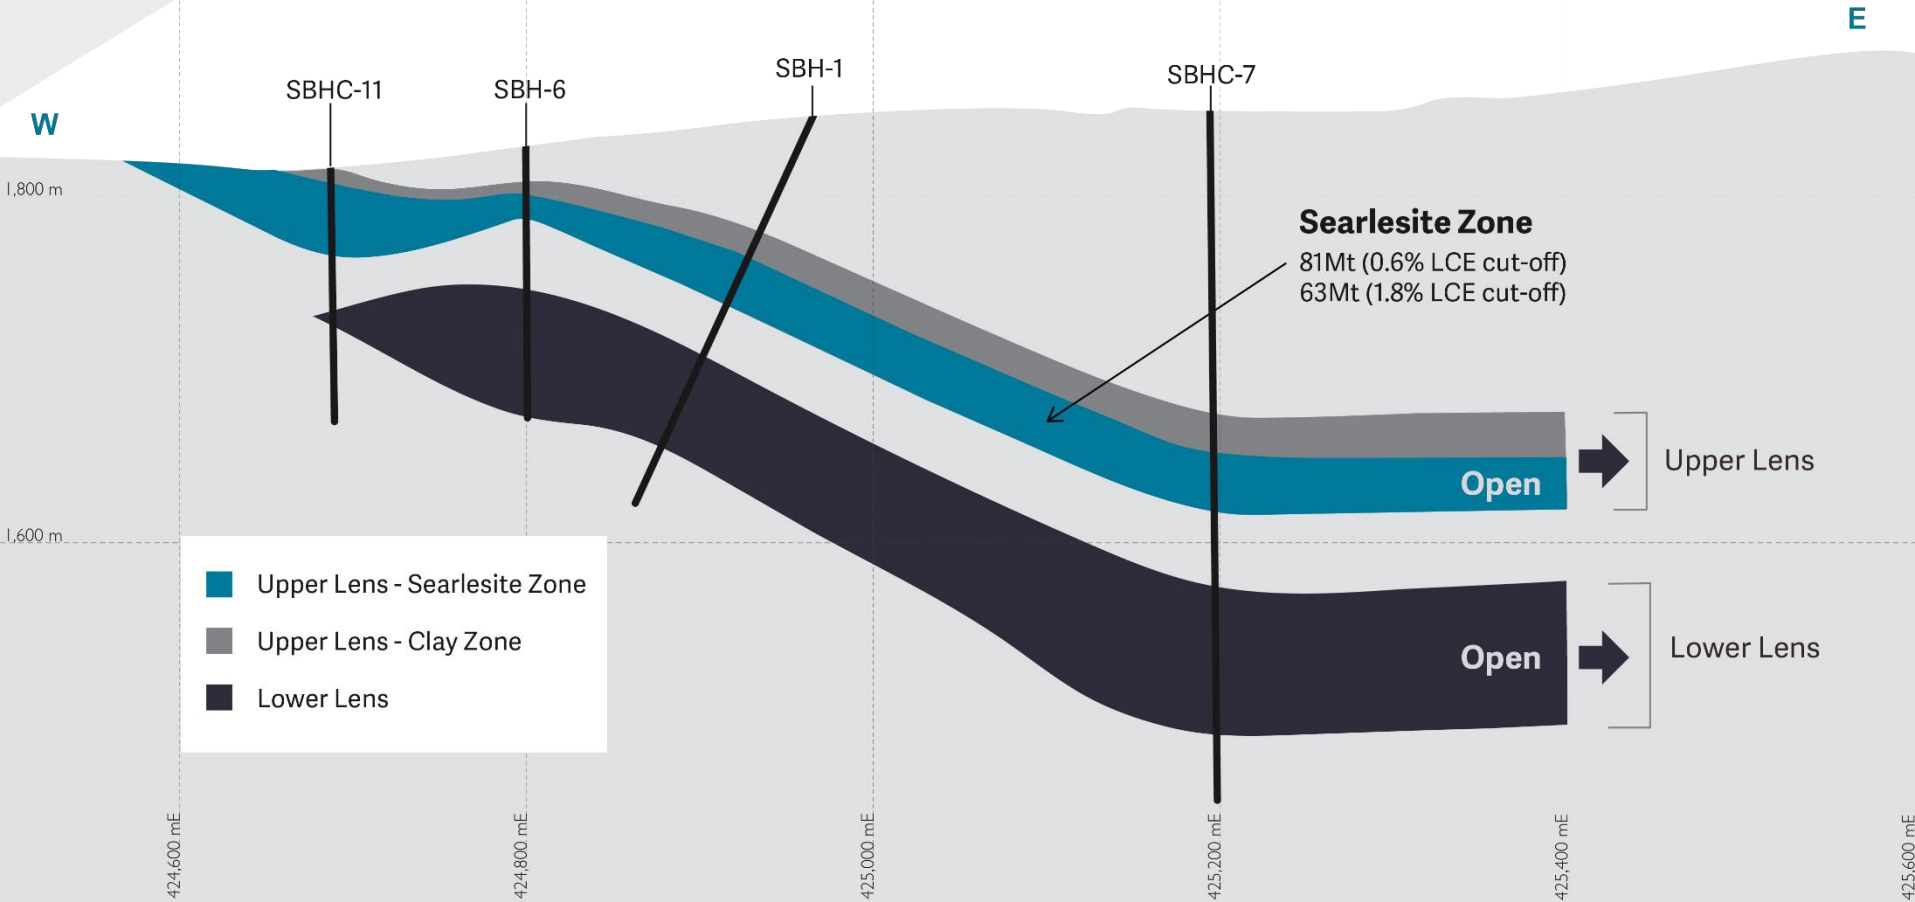 E
SBH-1
SBHC-7
SBHC-11
SBH-6
W
1,800 m
Searlesite Zone
81Mt (0.6% LCE cut-off)
63Mt (1.8% LCE cut-off)
Open
Upper Lens
1,600 m
Upper Lens - Searlesite Zone
Upper Lens - Clay Zone
Lower Lens
Open
Lower Lens
424,600 mE
424,800 mE
425,000 mE
425,200 mE
425,400 mE
425,600 mE